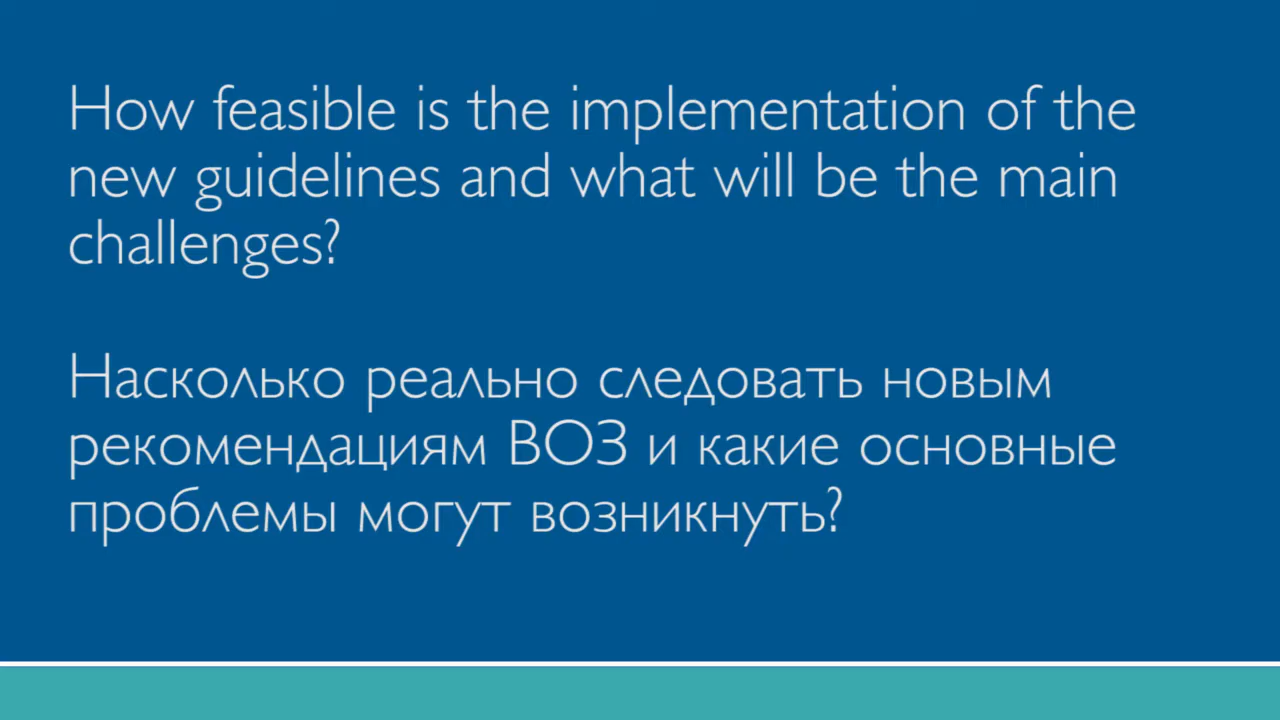 How feasible is the implementation of the
new guidelines and what will be the main
challenges?
Насколько реально следовать новым
рекомендациям ВОЗ и какие основные
проблемы могут возникнуть?